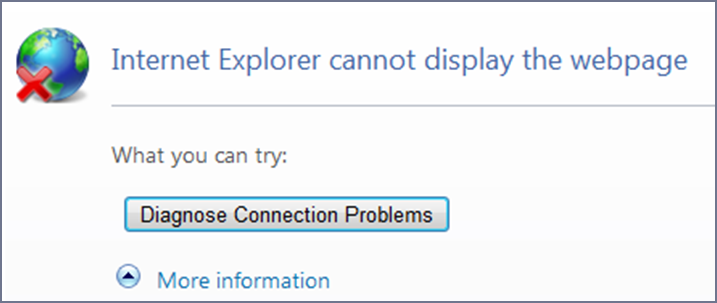 Internet Explorer cannot display the webpage
What you can try:
Diagnose Connection Problems
More information